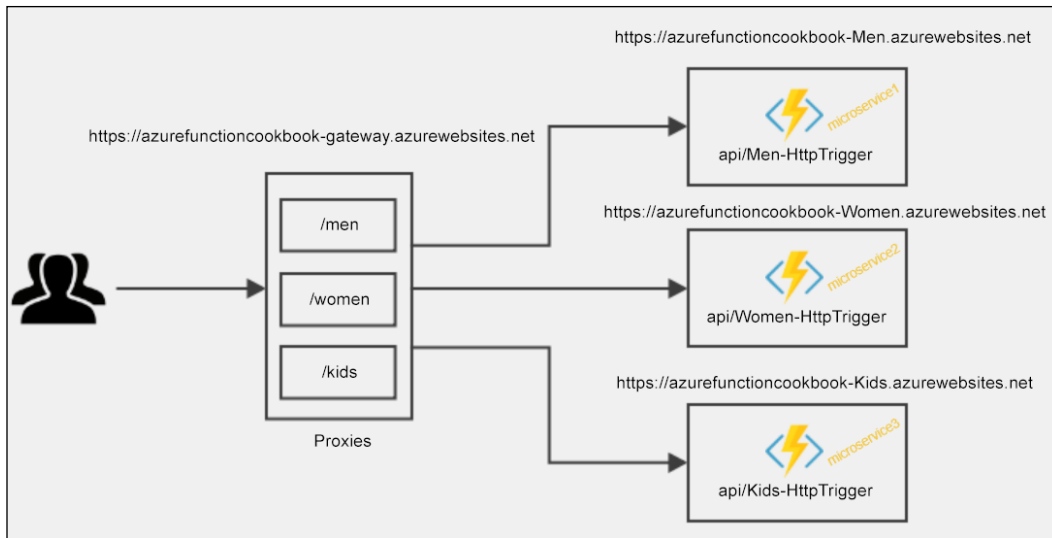 https://azurefunctioncookbook-Men.azurewebsites.net
microservice1
api/Men-HttpTrigger
https://azurefunctioncookbook-gateway.azurewebsites.net
/men
/women
/kids
Proxies
https://azurefunctioncookbook-Women.azurewebsites.net
microservice2
api/Women-HttpTrigger
https://azurefunctioncookbook-Kids.azurewebsites.net
microservice3
api/Kids-HttpTrigger